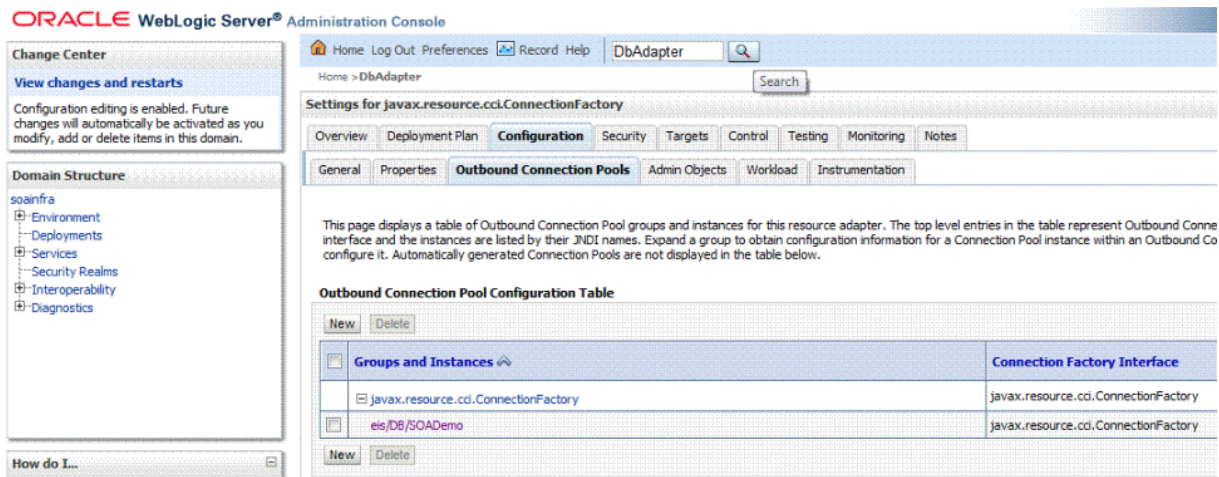 ORACLE WebLogic Server® Administration Console
Change Center
View changes and restarts
Configuration editing is enabled. Future
changes will automatically be activated as you
modify, add or delete items in this domain.
Domain Structure
soainfra
Environment
Deployments
Services
Security Realms
Interoperability
Diagnostics
How do I...
Home Log Out Preferences Record Help DbAdapter
Search
Home >DbAdapter
Settings for javax.resource.cci.ConnectionFactory
Overview Deployment Plan Configuration Security Targets Control Testing Monitoring Notes
General Properties Outbound Connection Pools Admin Objects Workload Instrumentation
This page displays a table of Outbound Connection Pool groups and instances for this resource adapter. The top level entries in the table represent Outbound Conne
interface and the instances are listed by their JNDI names. Expand a group to obtain configuration information for a Connection Pool instance within an Outbound Co
configure it. Automatically generated Connection Pools are not displayed in the table below.
Outbound Connection Pool Configuration Table
New Delete
Groups and Instances Connection Factory Interface
javax.resource.cci.ConnectionFactory javax.resource.cci.ConnectionFactory
eis/DB/SOADemo javax.resource.cci.ConnectionFactory
New Delete